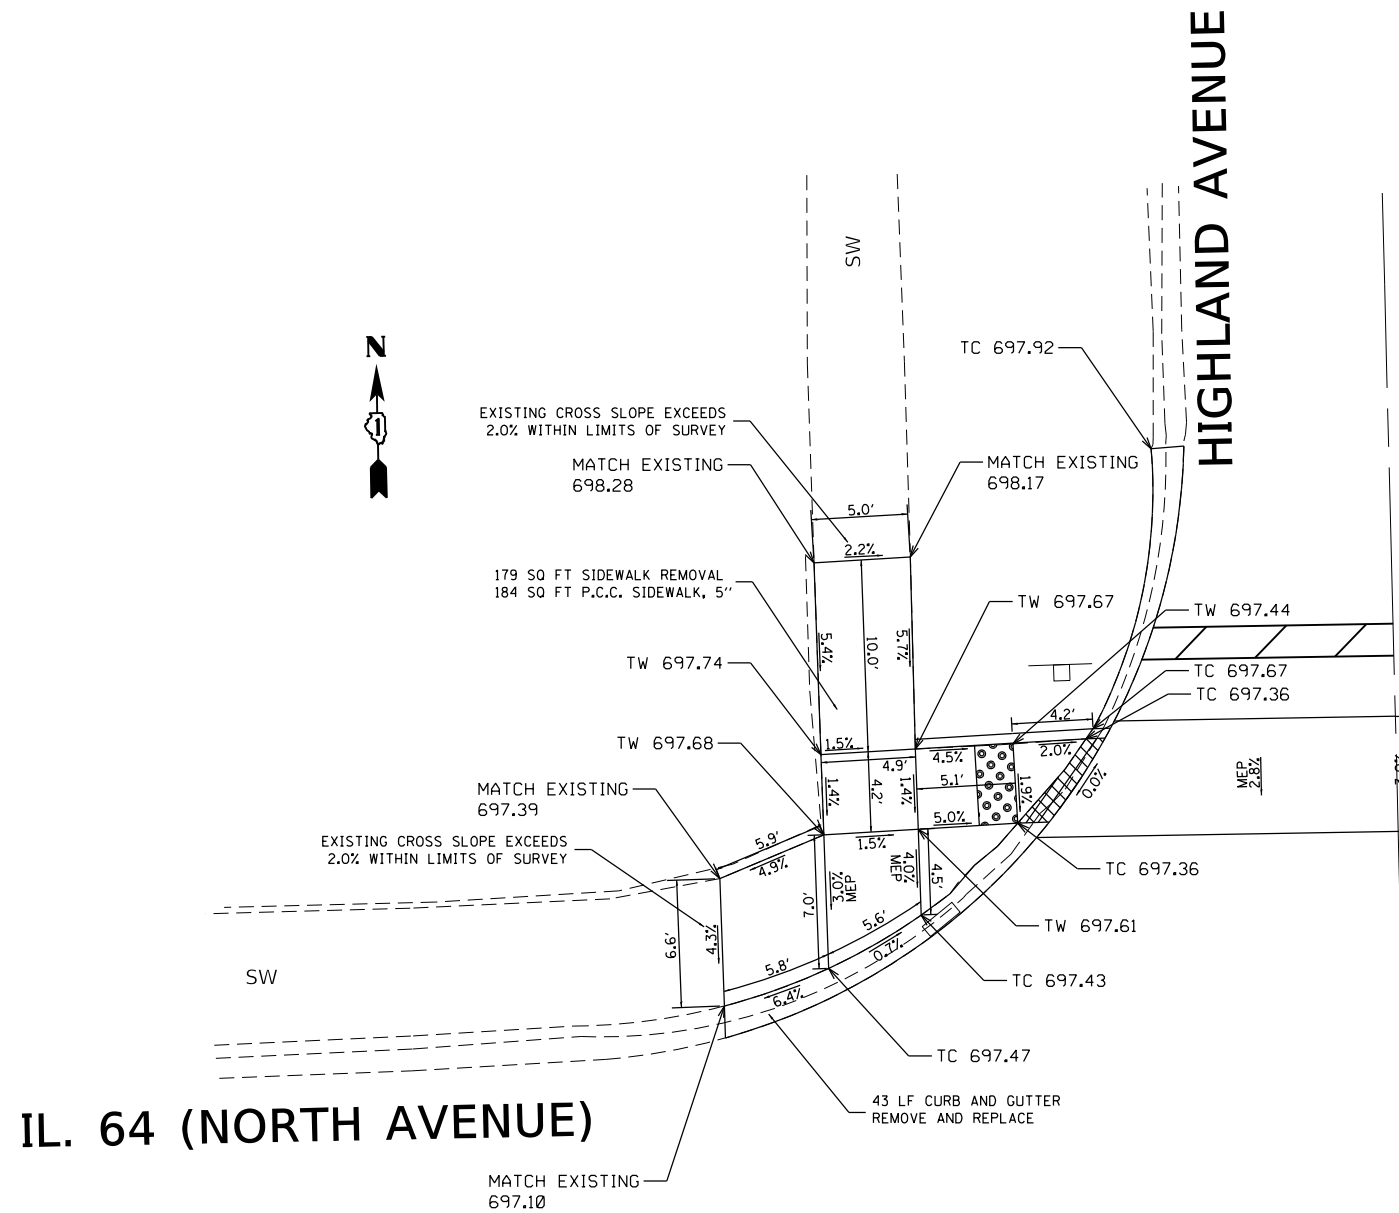 HIGHLAND AVENUE
SW
N
1
TC 697.92
EXISTING CROSS SLOPE EXCEEDS
2.0% WITHIN LIMITS OF SURVEY
MATCH EXISTING
698.28
MATCH EXISTING
698.17
5.0'
2.2%
179 SQ FT SIDEWALK REMOVAL
184 SQ FT P.C.C. SIDEWALK, 5''
TW 697.67
TW 697.44
5.4%
10.0'
5.7%
TW 697.74
TC 697.67
TC 697.36
4.2'
TW 697.68
1.5%
4.9'
4.5%
2.0%
MATCH EXISTING
697.39
1.4%
4.2'
1.4%
5.1'
1.9%
0.0%
MEP
2.8%
5.0%
EXISTING CROSS SLOPE EXCEEDS
2.0% WITHIN LIMITS OF SURVEY
5.9'
4.9%
1.5%
TC 697.36
7.0'
3.0%
MEP
4.0%
MEP
4.5'
6.6'
4.3%
5.6'
0.7%
TW 697.61
SW
5.8'
6.4%
TC 697.43
TC 697.47
43 LF CURB AND GUTTER
REMOVE AND REPLACE
IL. 64 (NORTH AVENUE)
MATCH EXISTING
697.10